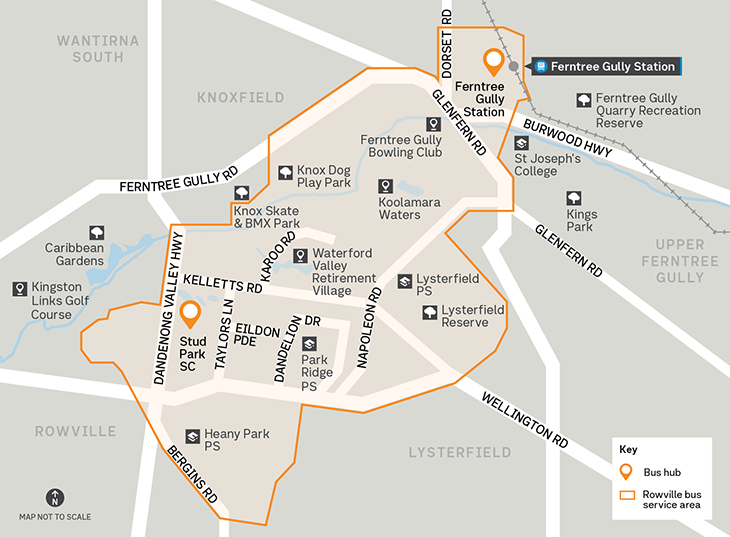 WANTIRNA
SOUTH
KNOXFIELD
DORSET RD
Ferntree
Gully
Station
Ferntree Gully Station
Ferntree Gully
Quarry Recreation
Reserve
GLENFERN RD
BURWOOD HWY
Ferntree Gully
Bowling Club
St Joseph's
College
FERNTREE GULLY RD
Knox Dog
Play Park
Koolamara
Waters
Kings
Park
Knox Skate
& BMX Park
GLENFERN RD
UPPER
FERNTREE
GULLY
Caribbean
Gardens
Kingston
Links Golf
Course
DANDENONG VALLEY HWY
KAROO RD
Waterford
Valley
Retirement
Village
KELLETTS RD
Lysterfield
PS
Lysterfield
Reserve
NAPOLEON RD
Stud
Park
SC
TAYLORS LN
EILDON
PDE
DANDELION DR
Park
Ridge
PS
WELLINGTON RD
ROWVILLE
Heany Park
PS
BERGINS RD
LYSTERFIELD
N
MAP NOT TO SCALE
Key
Bus hub
Rowville bus
service area